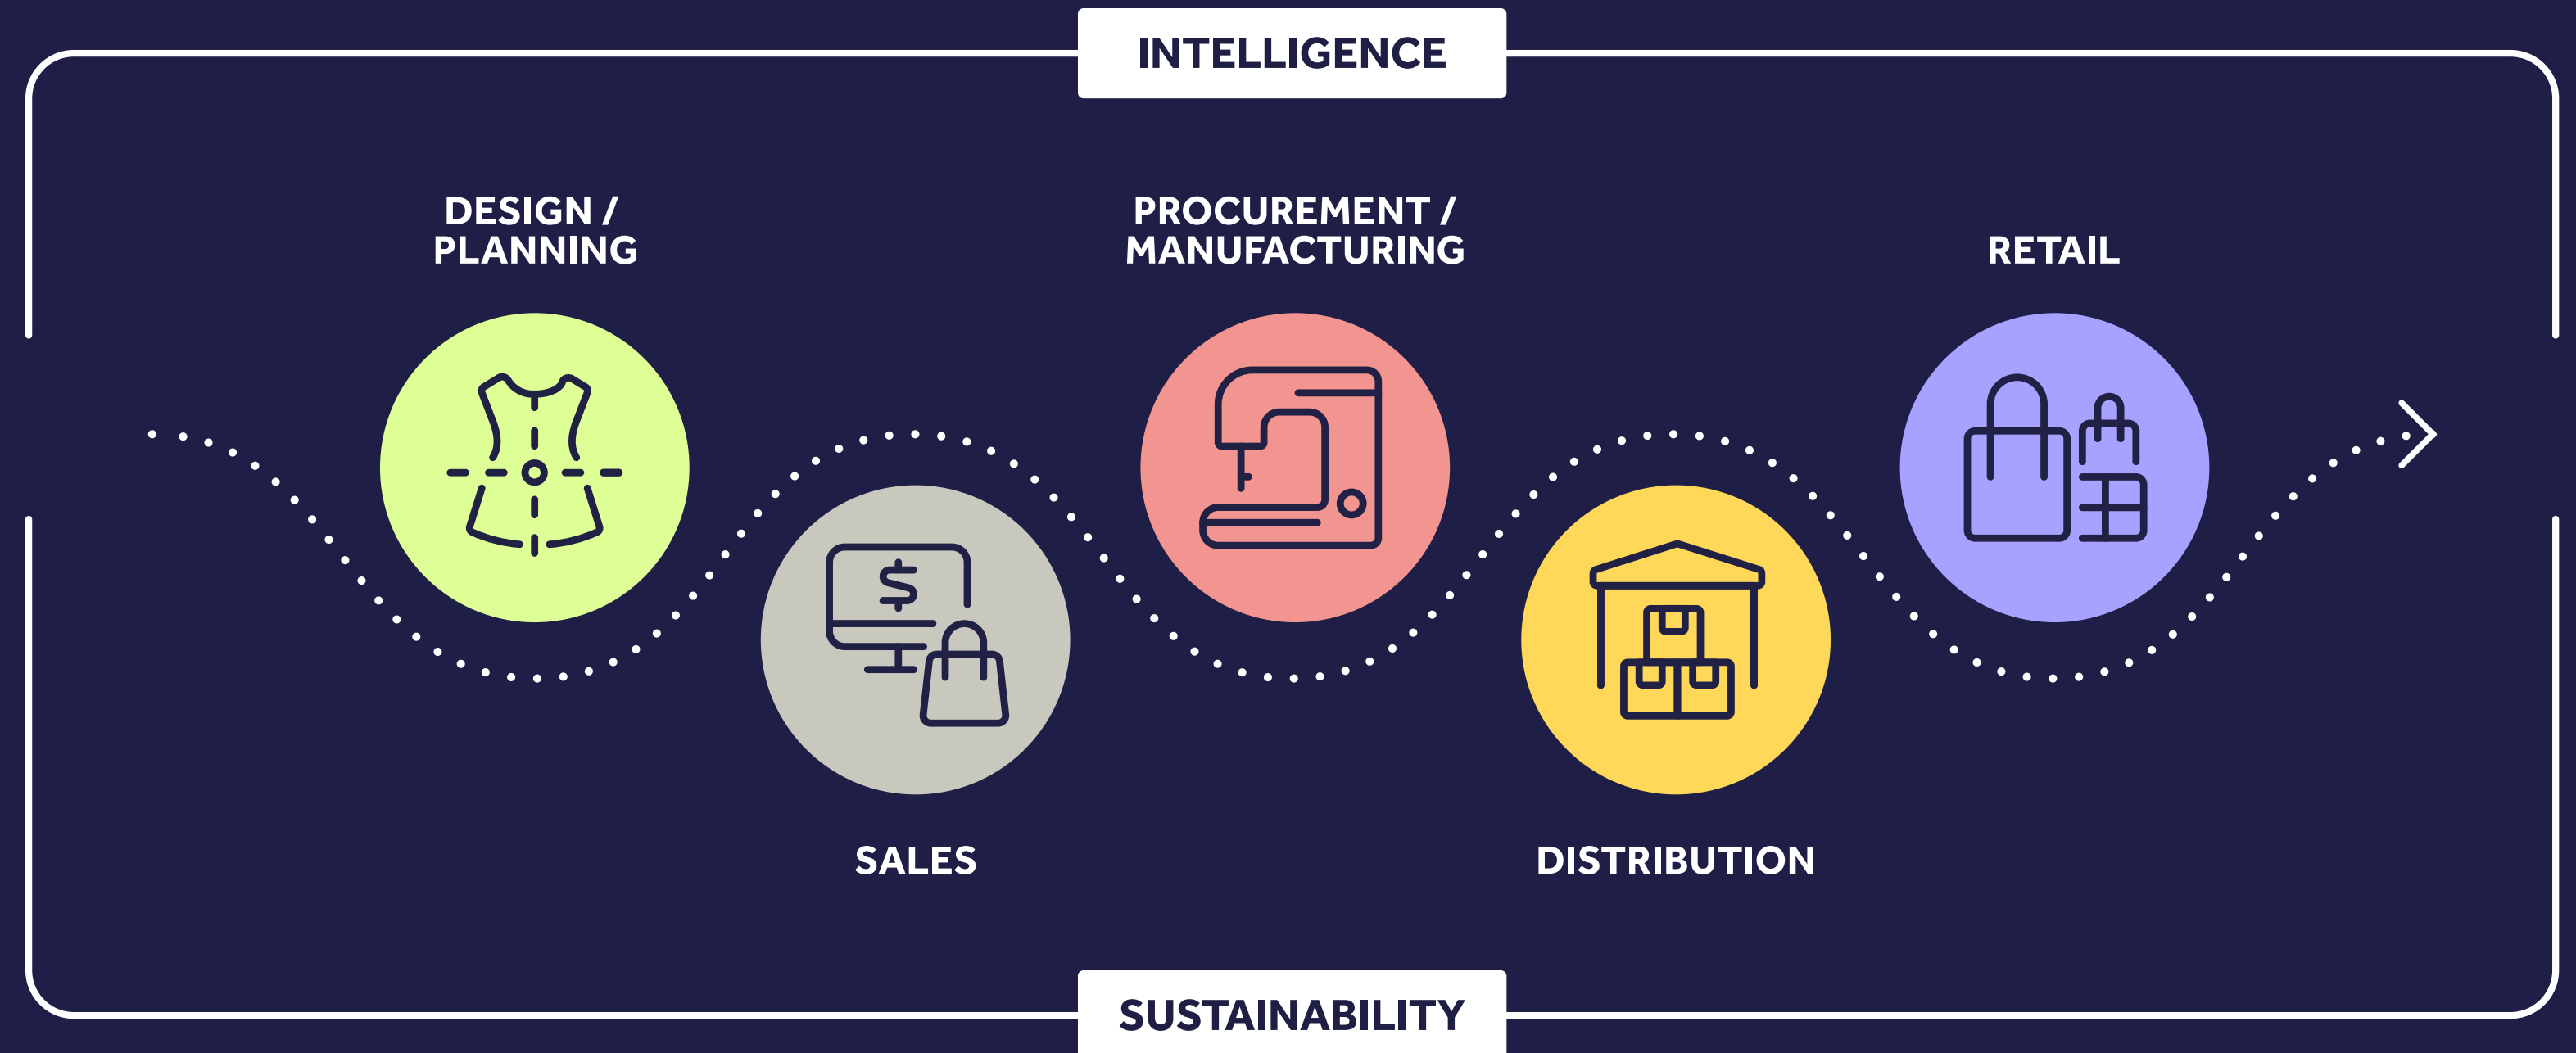 INTELLIGENCE
DESIGN /
PLANNING
PROCUREMENT /
MANUFACTURING
RETAIL
$
SALES
DISTRIBUTION
SUSTAINABILITY